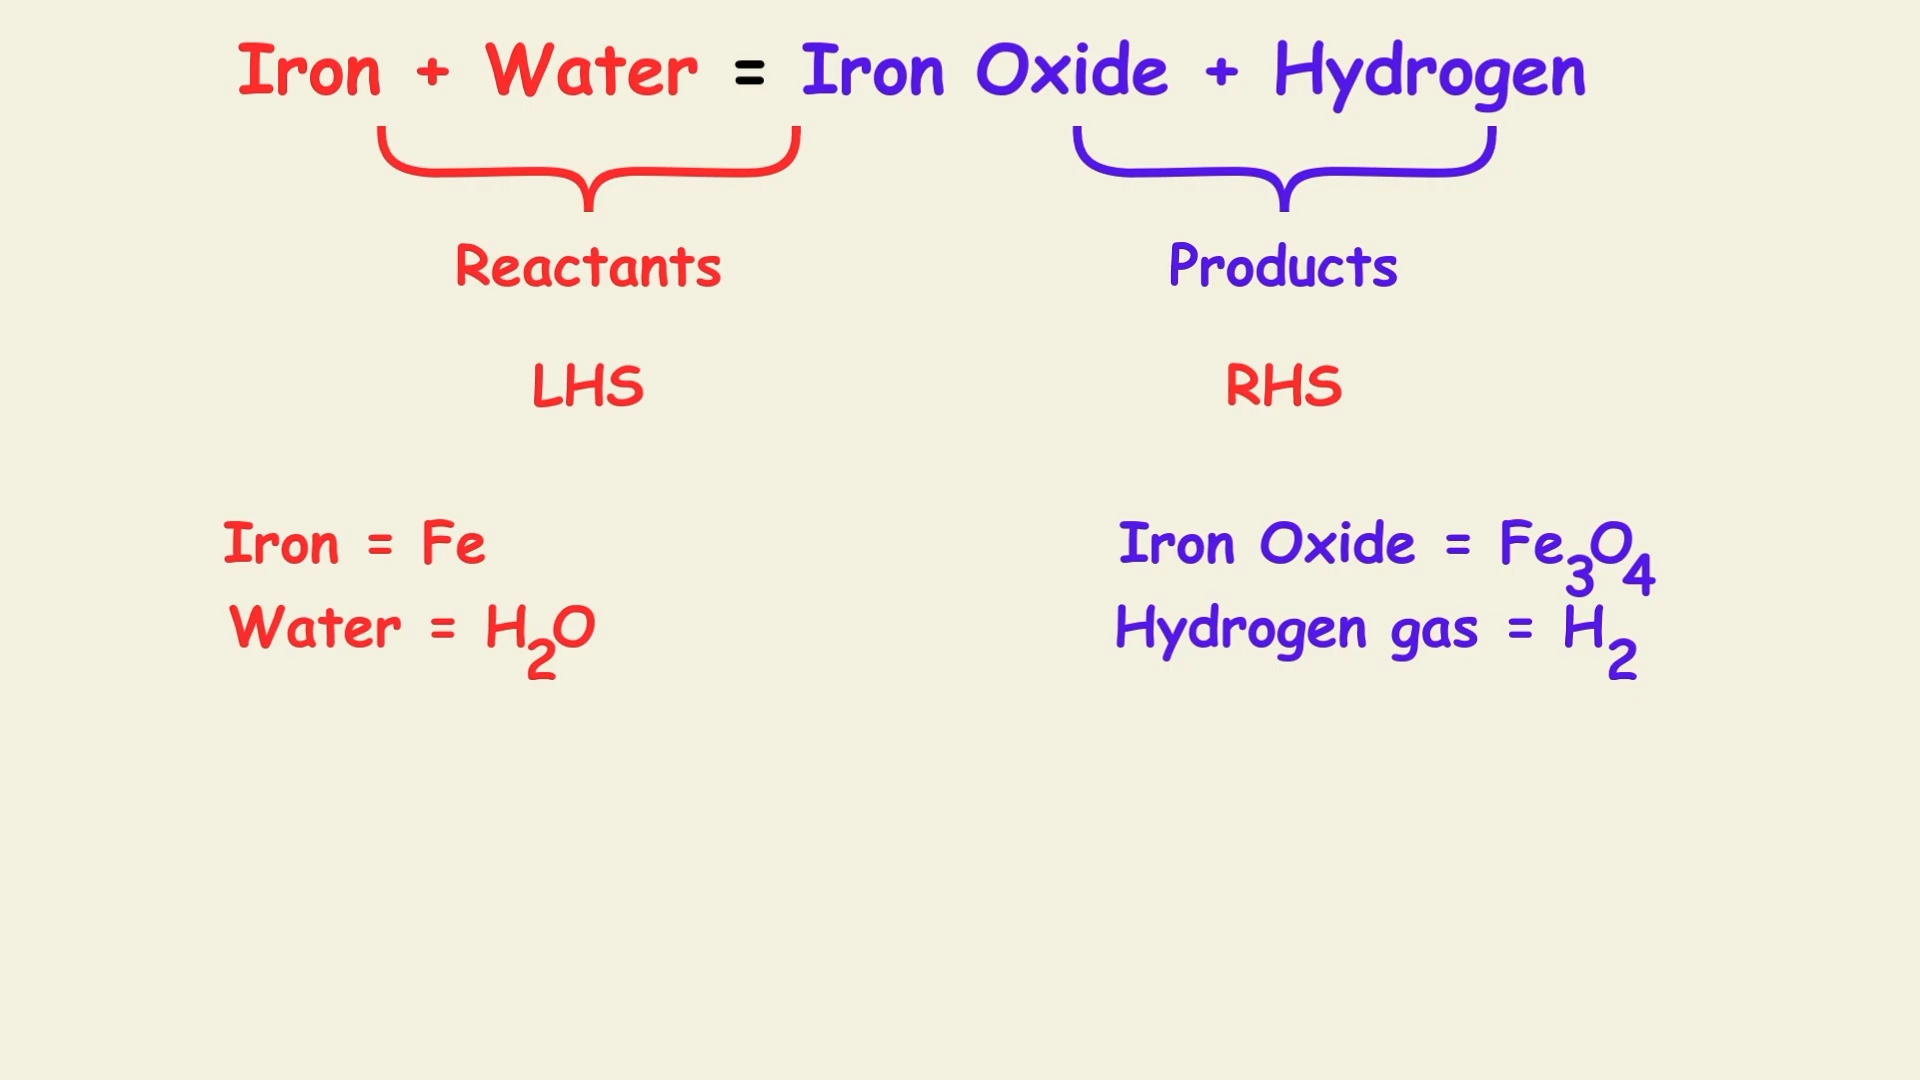 Iron + Water = Iron Oxide + Hydrogen
Reactants Products
LHS RHS
Iron = Fe Iron Oxide = Fe₃O₄
Water = H₂O Hydrogen gas = H₂